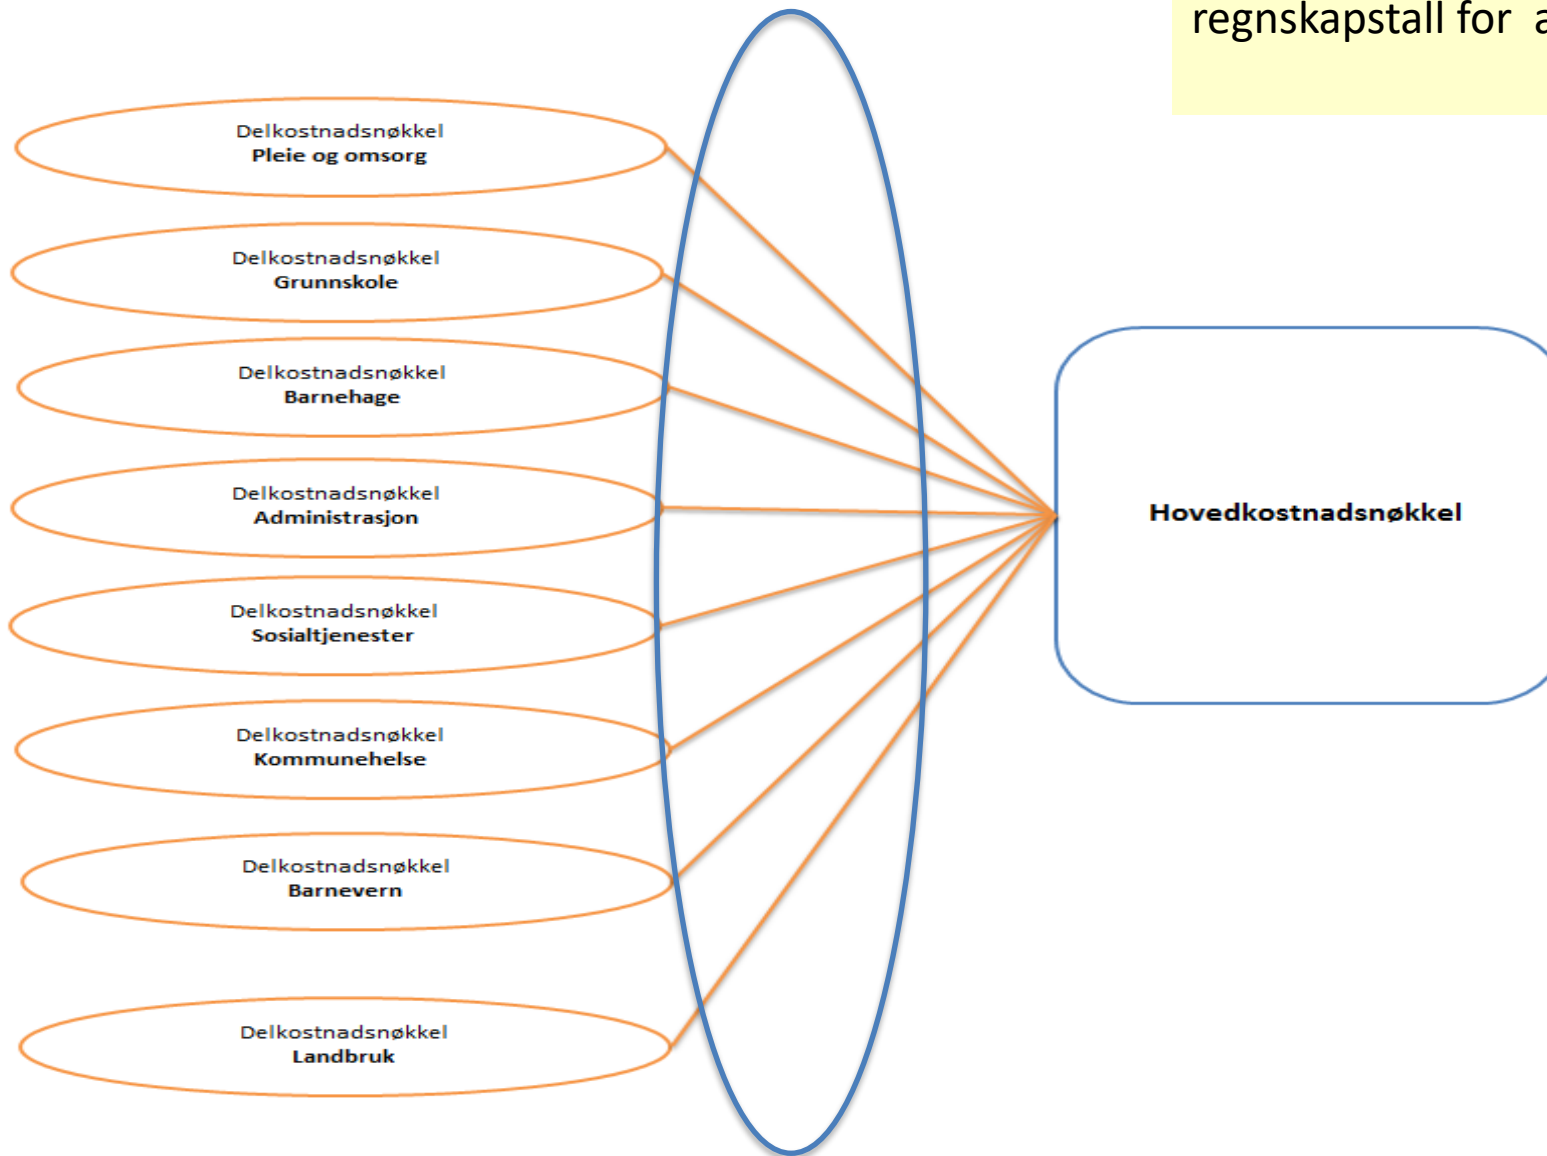 regnskapstall for
Delkostnadsnøkkel
Pleie og omsorg
Delkostnadsnøkkel
Grunnskole
Delkostnadsnøkkel
Barnehage
Delkostnadsnøkkel
Administrasjon
Delkostnadsnøkkel
Sosialtjenester
Delkostnadsnøkkel
Kommunehelse
Delkostnadsnøkkel
Barnevern
Delkostnadsnøkkel
Landbruk
Hovedkostnadsnøkkel